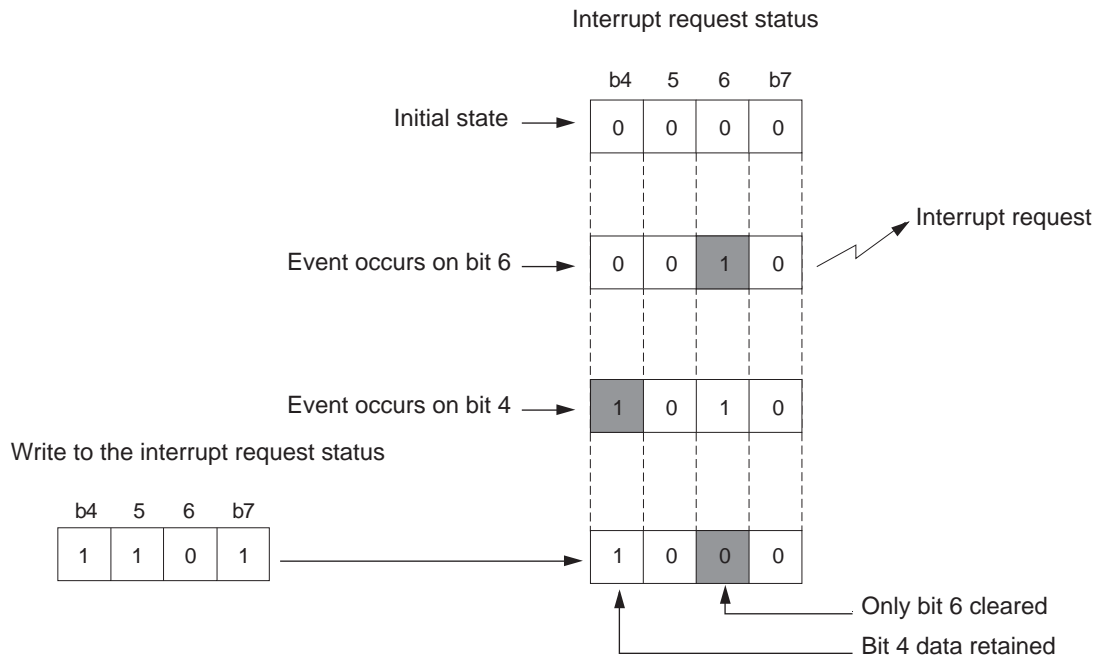 Interrupt request status
b4 5 6 b7
Initial state 0 0 0 0
Interrupt request
Event occurs on bit 6 0 0 1 0
Event occurs on bit 4 1 0 1 0
Write to the interrupt request status
b4 5 6 b7
1 1 0 1 1 0 0 0
Only bit 6 cleared
Bit 4 data retained